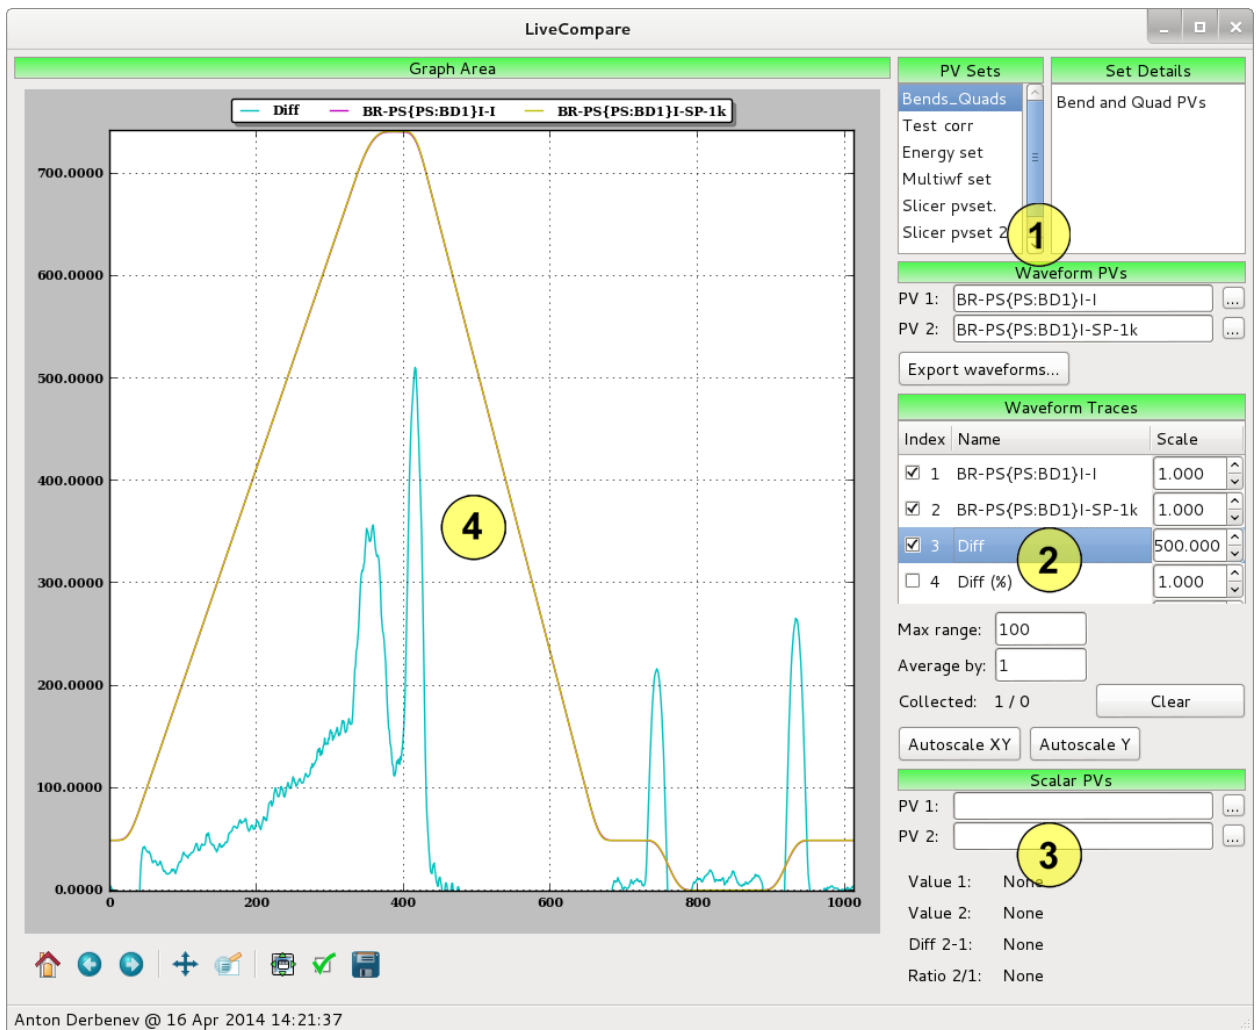 LiveCompare
Graph Area
Diff BR-PS{PS:BD1}I-I BR-PS{PS:BD1}I-SP-1k
700.0000
600.0000
500.0000
400.0000
300.0000
200.0000
100.0000
0.0000
0 200 400 600 800 1000
4
PV Sets
Bends_Quads
Test corr
Energy set
Multiwf set
Slicer pvset.
Slicer pvset 2
1
Set Details
Bend and Quad PVs
Waveform PVs
PV 1: BR-PS{PS:BD1}I-I ...
PV 2: BR-PS{PS:BD1}I-SP-1k ...
Export waveforms...
Waveform Traces
Index Name Scale
1 BR-PS{PS:BD1}I-I 1.000
2 BR-PS{PS:BD1}I-SP-1k 1.000
3 Diff 500.000
2
4 Diff (%) 1.000
Max range: 100
Average by: 1
Collected: 1 / 0 Clear
Autoscale XY Autoscale Y
Scalar PVs
PV 1: ...
PV 2: ...
3
Value 1: None
Value 2: None
Diff 2-1: None
Ratio 2/1: None
Anton Derbenev @ 16 Apr 2014 14:21:37